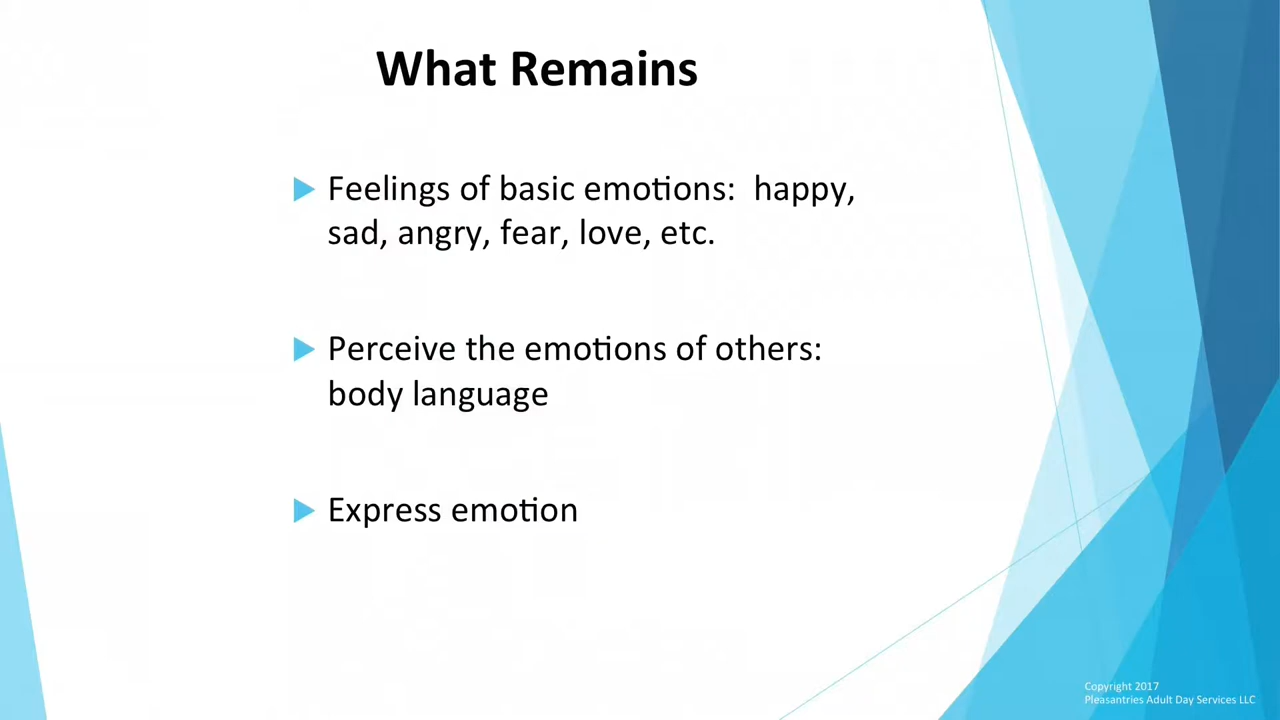 What Remains
Feelings of basic emotions:  happy,
sad, angry, fear, love, etc.
Perceive the emotions of others:
body language
Express emotion
Copyright 2017
Pleasantries Adult Day Services LLC